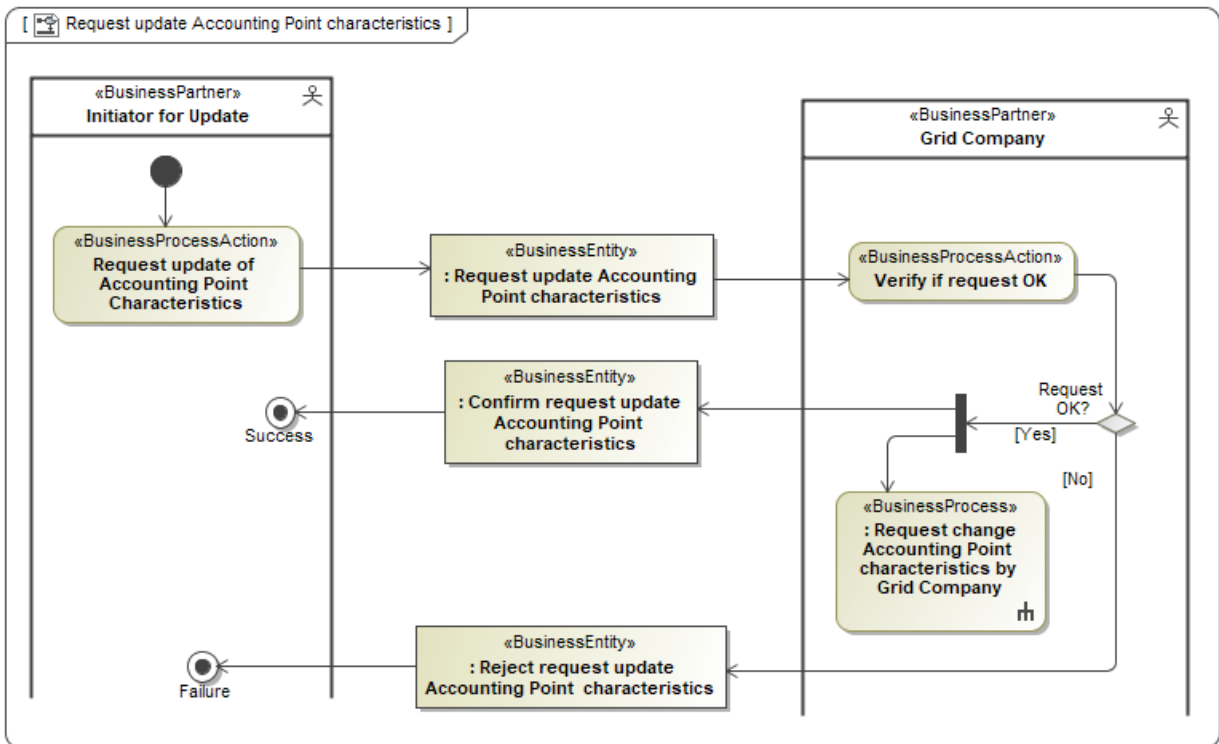 [ Request update Accounting Point characteristics ]
«BusinessPartner»
Initiator for Update
«BusinessPartner»
Grid Company
«BusinessProcessAction»
Request update of
Accounting Point
Characteristics
«BusinessEntity»
: Request update Accounting
Point characteristics
«BusinessProcessAction»
Verify if request OK
Request
OK?
[Yes]
[No]
«BusinessEntity»
: Confirm request update
Accounting Point
characteristics
Success
«BusinessProcess»
: Request change
Accounting Point
characteristics by
Grid Company
«BusinessEntity»
: Reject request update
Accounting Point characteristics
Failure